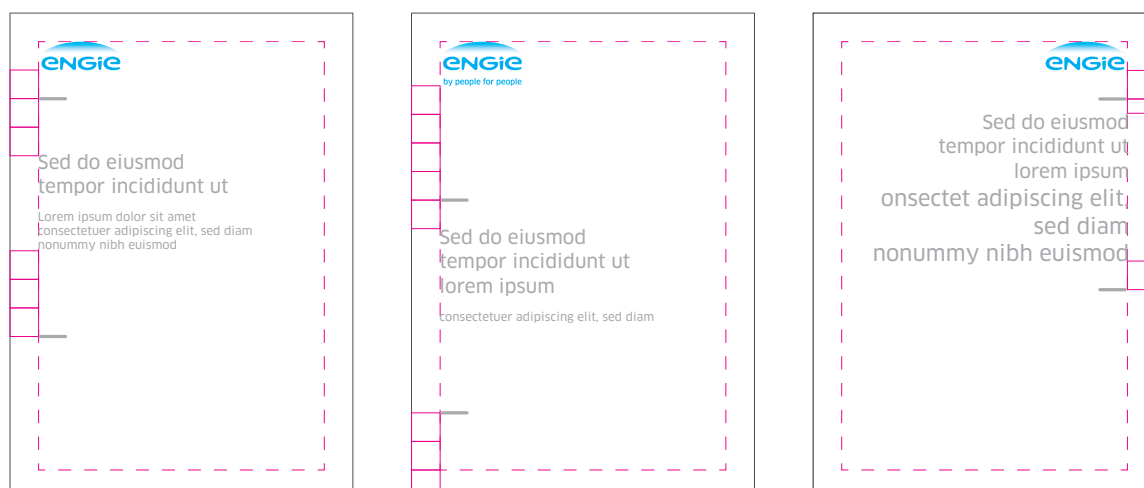 ENGIE
Sed do eiusmod
tempor incididunt ut
Lorem ipsum dolor sit amet
consectetuer adipiscing elit, sed diam
nonummy nibh euismod
ENGIE
by people for people
Sed do eiusmod
tempor incididunt ut
lorem ipsum
consectetuer adipiscing elit, sed diam
ENGIE
Sed do eiusmod
tempor incididunt ut
lorem ipsum
onsectet adipiscing elit,
sed diam
nonummy nibh euismod